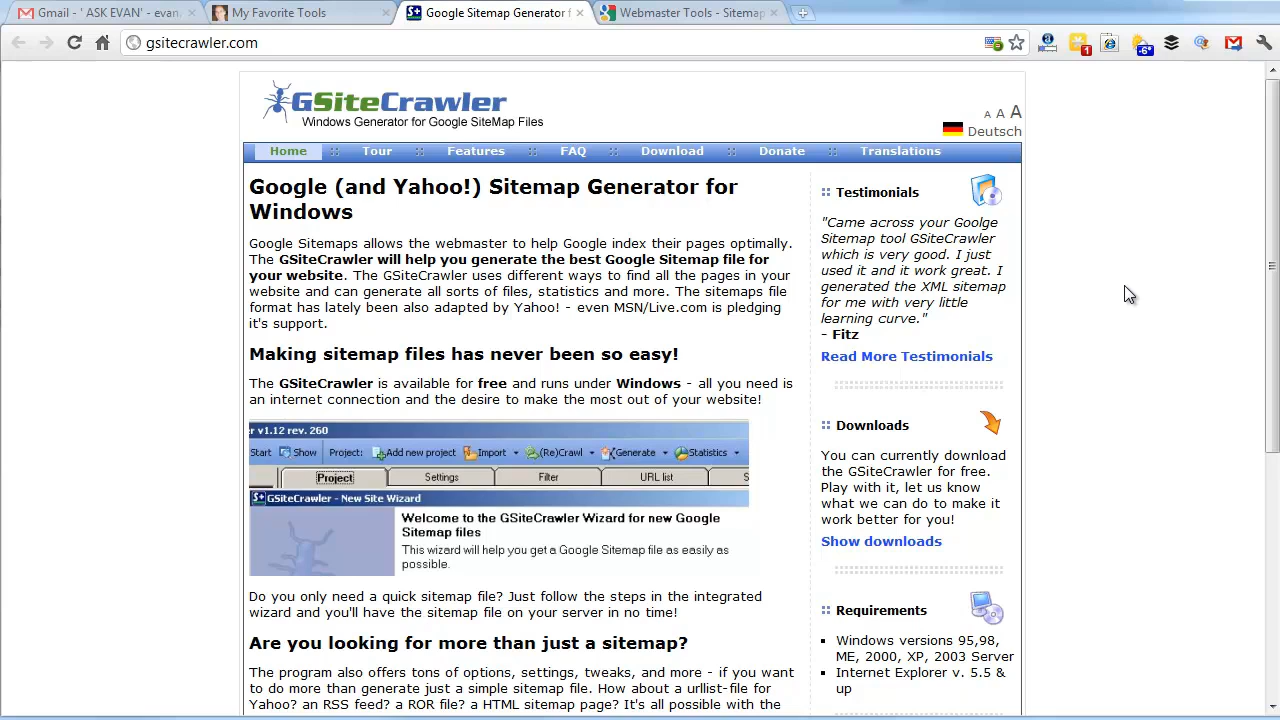 Gmail - ' ASK EVAN' - evan.
My Favorite Tools
Google Sitemap Generator f
Webmaster Tools - Sitemap
gsitecrawler.com
1
-6°
GSiteCrawler
Windows Generator for Google SiteMap Files
A A A
Deutsch
Home :: Tour :: Features :: FAQ :: Download :: Donate :: Translations
Google (and Yahoo!) Sitemap Generator for
Windows
Google Sitemaps allows the webmaster to help Google index their pages optimally.
The GSiteCrawler will help you generate the best Google Sitemap file for
your website. The GSiteCrawler uses different ways to find all the pages in your
website and can generate all sorts of files, statistics and more. The sitemaps file
format has lately been also adapted by Yahoo! - even MSN/Live.com is pledging
it's support.
Making sitemap files has never been so easy!
The GSiteCrawler is available for free and runs under Windows - all you need is
an internet connection and the desire to make the most out of your website!
er v1.12 rev. 260
Start Show Project: Add new project Import (Re)Crawl Generate Statistics
Project Settings Filter URL list S
S+ GSiteCrawler - New Site Wizard
Welcome to the GSiteCrawler Wizard for new Google
Sitemap files
This wizard will help you get a Google Sitemap file as easily as
possible.
Do you only need a quick sitemap file? Just follow the steps in the integrated
wizard and you'll have the sitemap file on your server in no time!
Are you looking for more than just a sitemap?
The program also offers tons of options, settings, tweaks, and more - if you want
to do more than generate just a simple sitemap file. How about a urllist-file for
Yahoo? an RSS feed? a ROR file? a HTML sitemap page? It's all possible with the
:: Testimonials
"Came across your Goolge
Sitemap tool GSiteCrawler
which is very good. I just
used it and it work great. I
generated the XML sitemap
for me with very little
learning curve."
- Fitz
Read More Testimonials
:: Downloads
You can currently download
the GSiteCrawler for free.
Play with it, let us know
what we can do to make it
work better for you!
Show downloads
:: Requirements
▪ Windows versions 95,98,
ME, 2000, XP, 2003 Server
▪ Internet Explorer v. 5.5 &
up